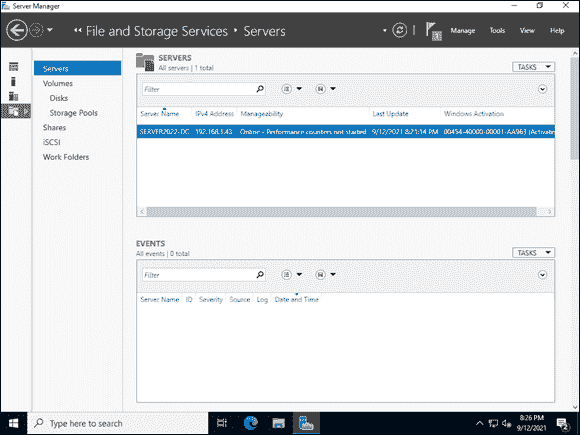 Server Manager
File and Storage Services
Servers
1
Manage
Tools
View
Help
Servers
Volumes
Disks
Storage Pools
Shares
iSCSI
Work Folders
SERVERS
All servers | 1 total
TASKS
Filter
Server Name IPv4 Address Manageability Last Update Windows Activation
SERVER2022-DC 192.168.1.43 Online - Performance counters not started 9/12/2021 8:21:14 PM 00454-40000-00001-AA963 (Activate
EVENTS
All events | 0 total
TASKS
Filter
Server Name ID Severity Source Log Date and Time
Type here to search
8:26 PM
9/12/2021
2